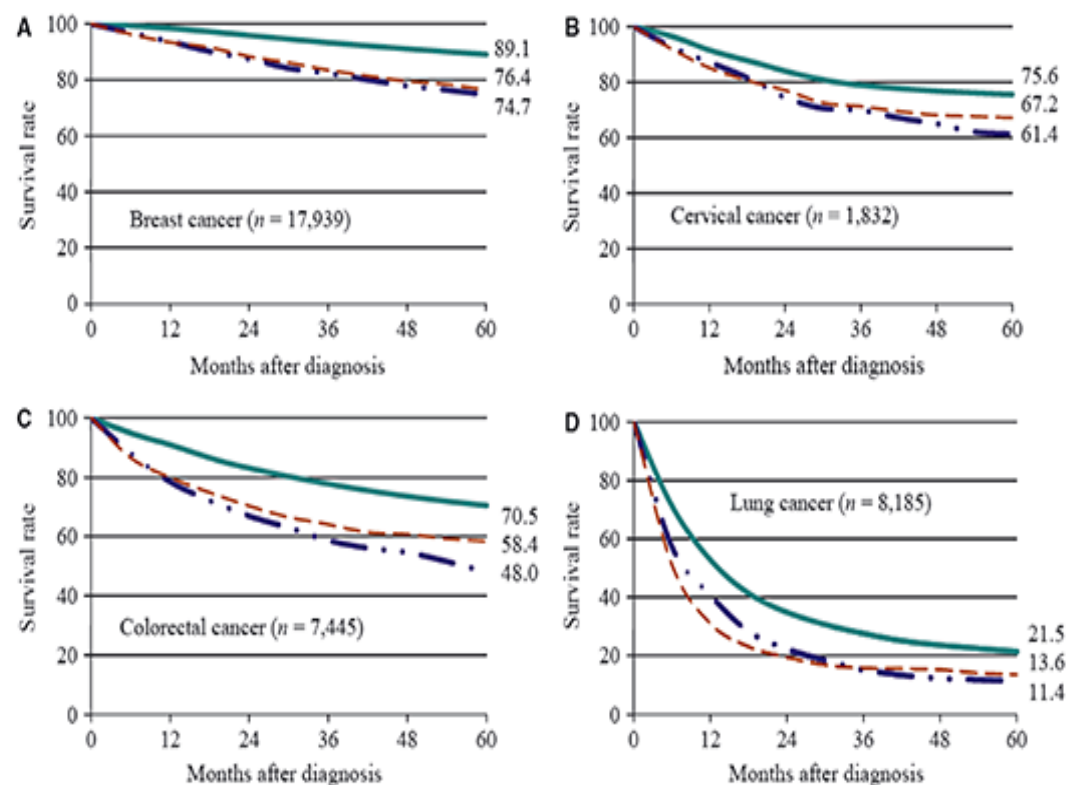 A
100
80
60
40
20
0
Survival rate
89.1
76.4
74.7
Breast cancer (n = 17,939)
0 12 24 36 48 60
Months after diagnosis
B
100
80
60
40
20
0
Survival rate
75.6
67.2
61.4
Cervical cancer (n = 1,832)
0 12 24 36 48 60
Months after diagnosis
C
100
80
60
40
20
0
Survival rate
70.5
58.4
48.0
Colorectal cancer (n = 7,445)
0 12 24 36 48 60
Months after diagnosis
D
100
80
60
40
20
0
Survival rate
Lung cancer (n = 8,185)
21.5
13.6
11.4
0 12 24 36 48 60
Months after diagnosis